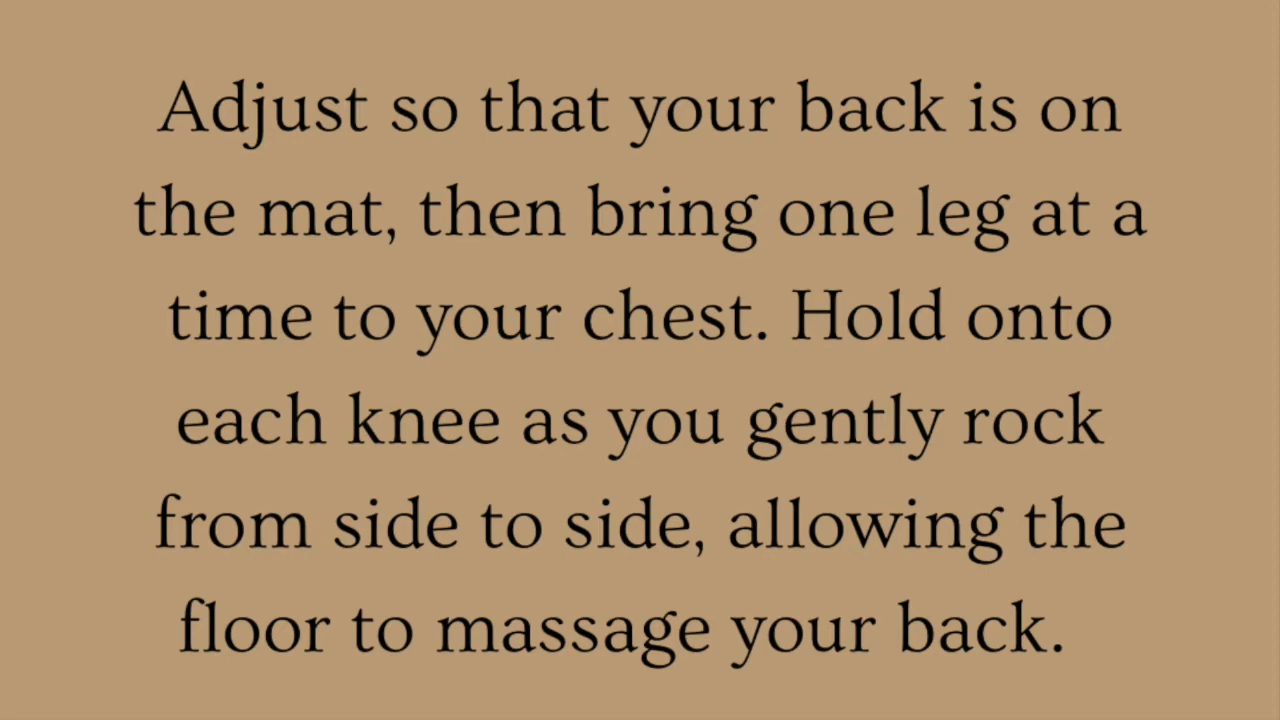 Adjust so that your back is on
the mat, then bring one leg at a
time to your chest. Hold onto
each knee as you gently rock
from side to side, allowing the
floor to massage your back.